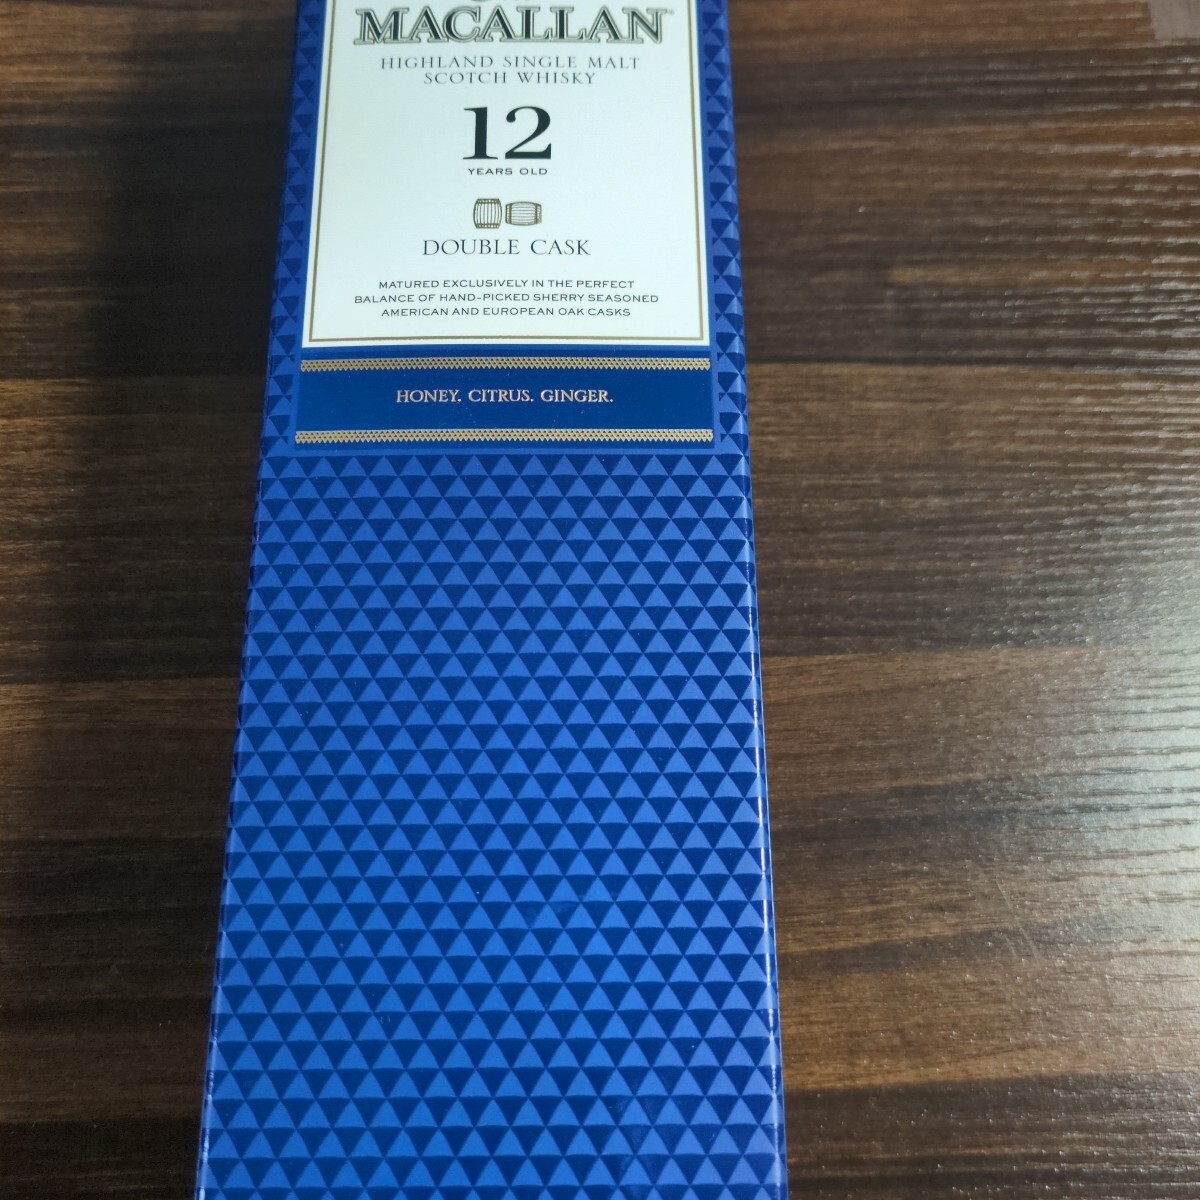 MACALLAN
HIGHLAND SINGLE MALT
SCOTCH WHISKY
12
YEARS OLD
DOUBLE CASK
MATURED EXCLUSIVELY IN THE PERFECT
BALANCE OF HAND-PICKED SHERRY SEASONED
AMERICAN AND EUROPEAN OAK CASKS
HONEY. CITRUS. GINGER.